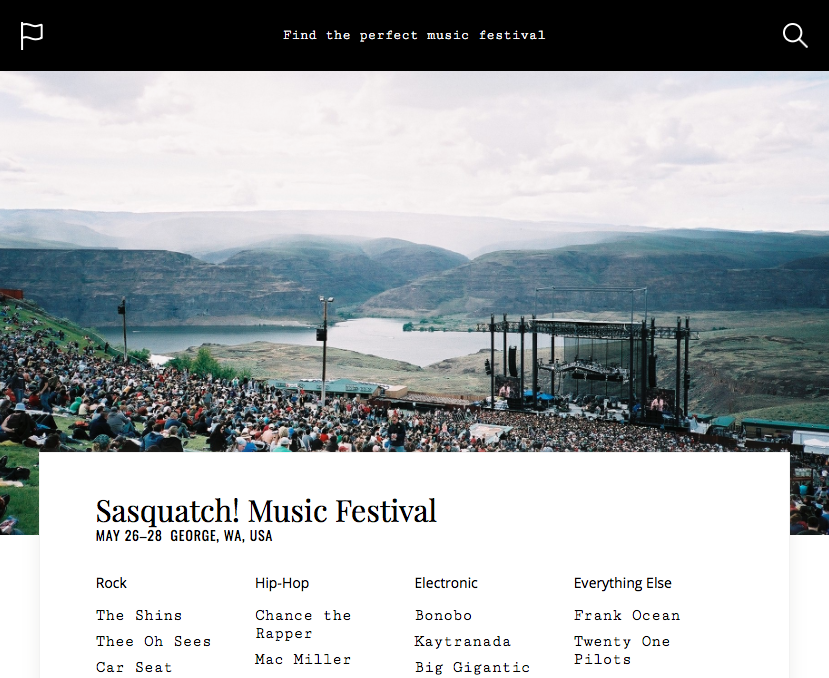 Find the perfect music festival
Sasquatch! Music Festival
MAY 26–28 GEORGE, WA, USA
Rock
The Shins
Thee Oh Sees
Car Seat
Hip-Hop
Chance the
Rapper
Mac Miller
Electronic
Bonobo
Kaytranada
Big Gigantic
Everything Else
Frank Ocean
Twenty One
Pilots